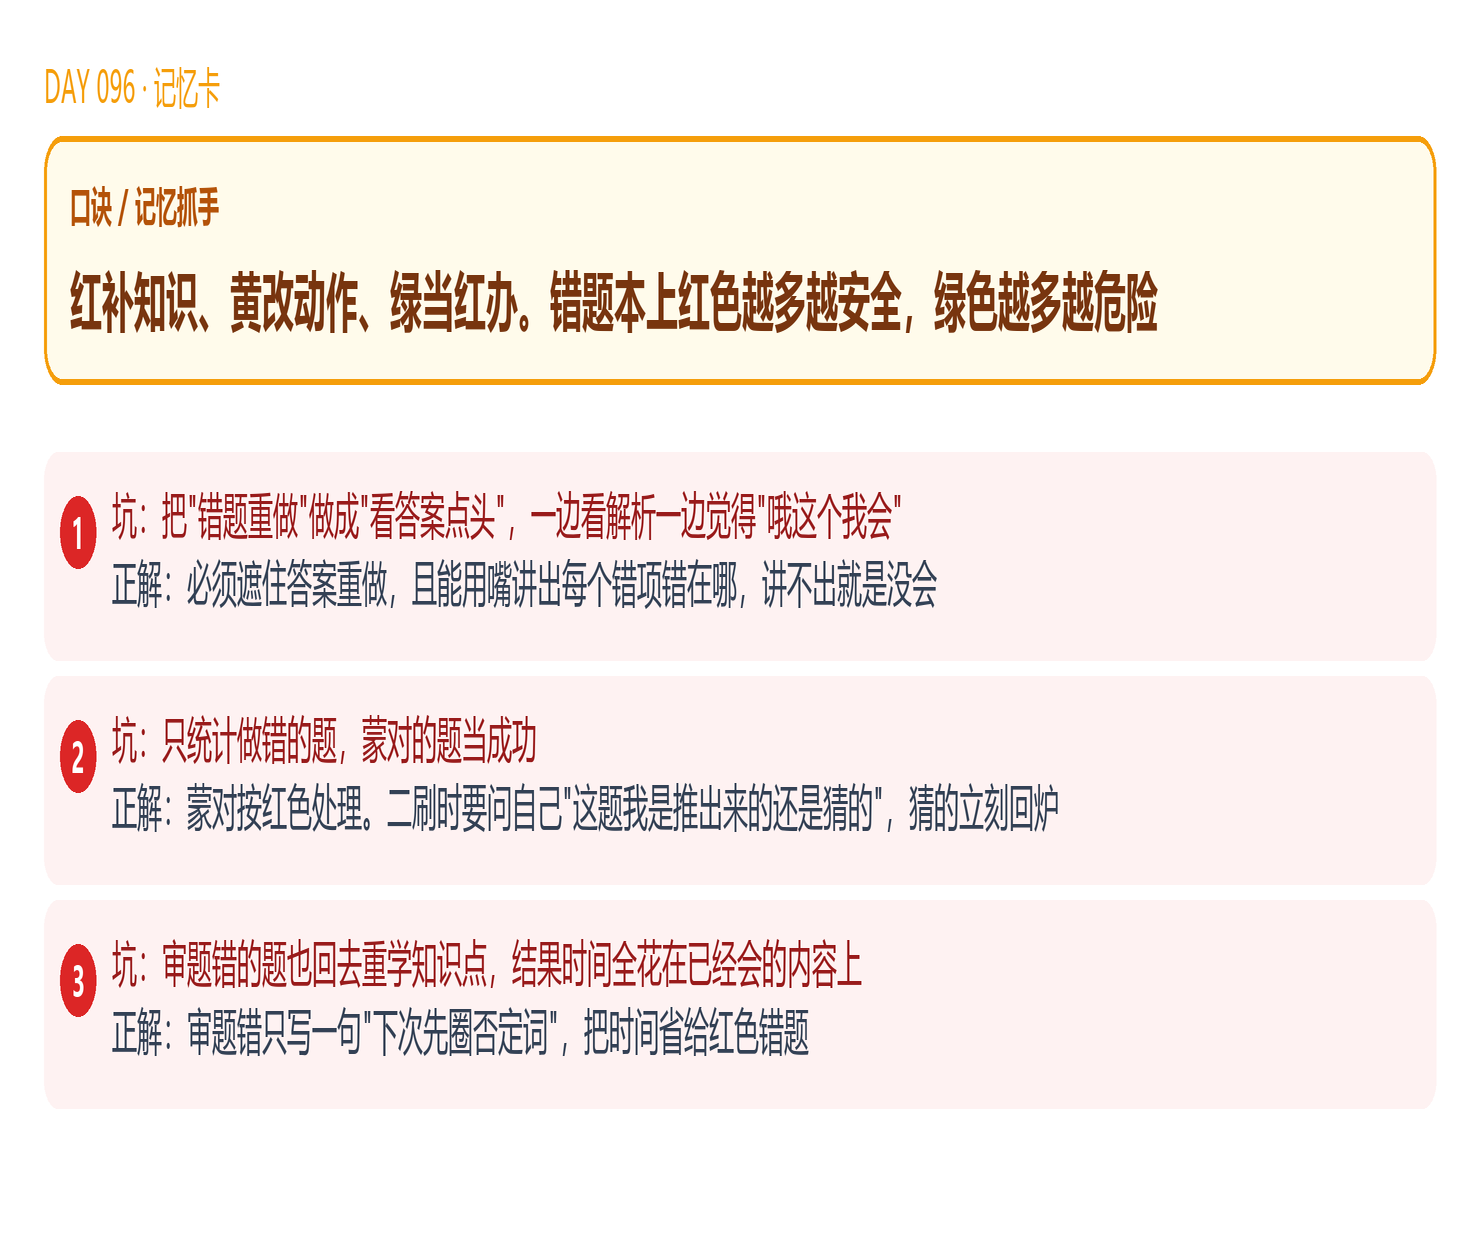 DAY 096 · 记忆卡
口诀 / 记忆抓手
红补知识、黄改动作、绿当红办。错题本上红色越多越安全，绿色越多越危险
1
坑：把"错题重做"做成"看答案点头"，一边看解析一边觉得"哦这个我会"
正解：必须遮住答案重做，且能用嘴讲出每个错项错在哪，讲不出就是没会
2
坑：只统计做错的题，蒙对的题当成功
正解：蒙对按红色处理。二刷时要问自己"这题我是推出来的还是猜的"，猜的立刻回炉
3
坑：审题错的题也回去重学知识点，结果时间全花在已经会的内容上
正解：审题错只写一句"下次先圈否定词"，把时间省给红色错题